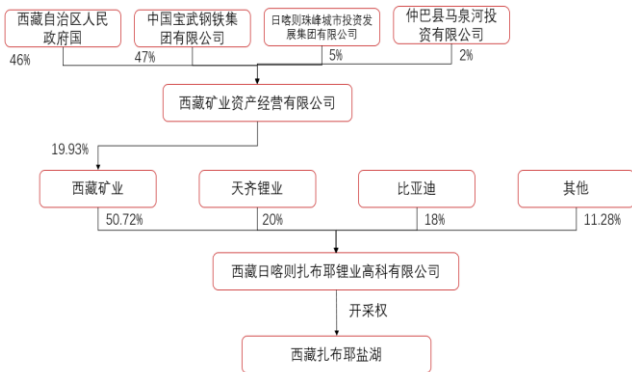 西藏自治区人民
政府国
中国宝武钢铁集
团有限公司
日喀则珠峰城市投资发
展集团有限公司
仲巴县马泉河投
资有限公司
46%
47%
5%
2%
西藏矿业资产经营有限公司
19.93%
西藏矿业
天齐锂业
比亚迪
其他
50.72%
20%
18%
11.28%
西藏日喀则扎布耶锂业高科有限公司
开采权
西藏扎布耶盐湖